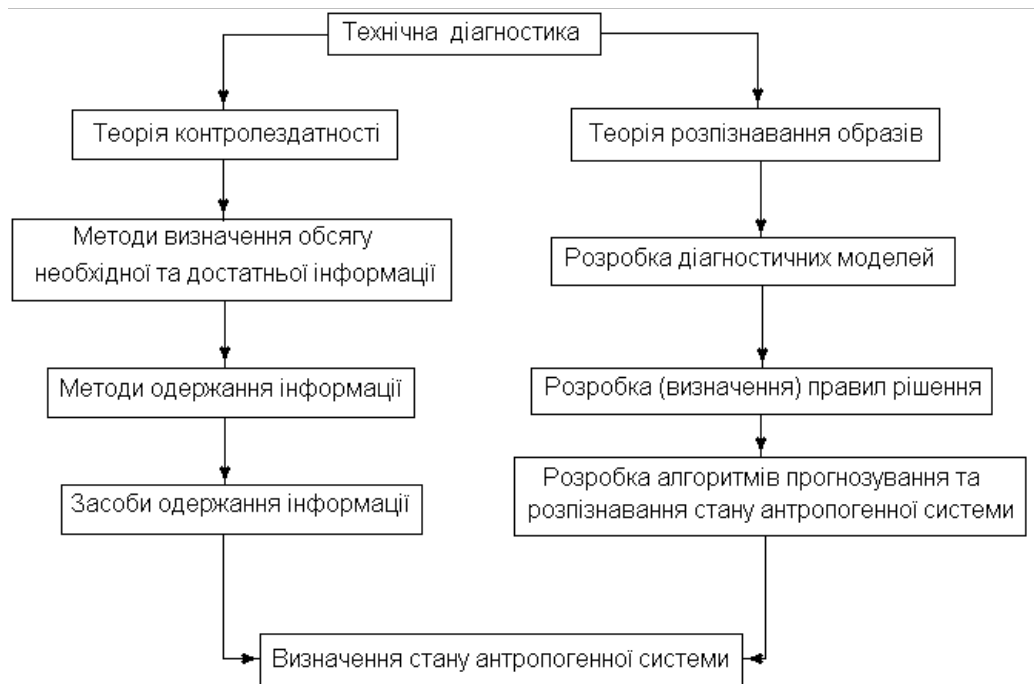 Технічна діагностика
Теорія контролездатності
Теорія розпізнавання образів
Методи визначення обсягу
необхідної та достатньої інформації
Розробка діагностичних моделей
Методи одержання інформації
Розробка (визначення) правил рішення
Засоби одержання інформації
Розробка алгоритмів прогнозування та
розпізнавання стану антропогенної системи
Визначення стану антропогенної системи